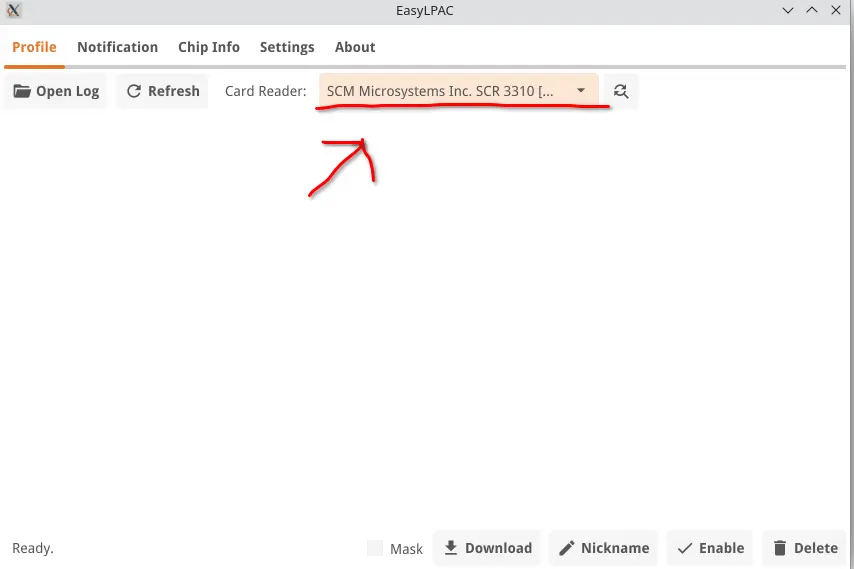 EasyLPAC
Profile Notification Chip Info Settings About
Open Log Refresh Card Reader: SCM Microsystems Inc. SCR 3310 [...
Ready. Mask Download Nickname Enable Delete